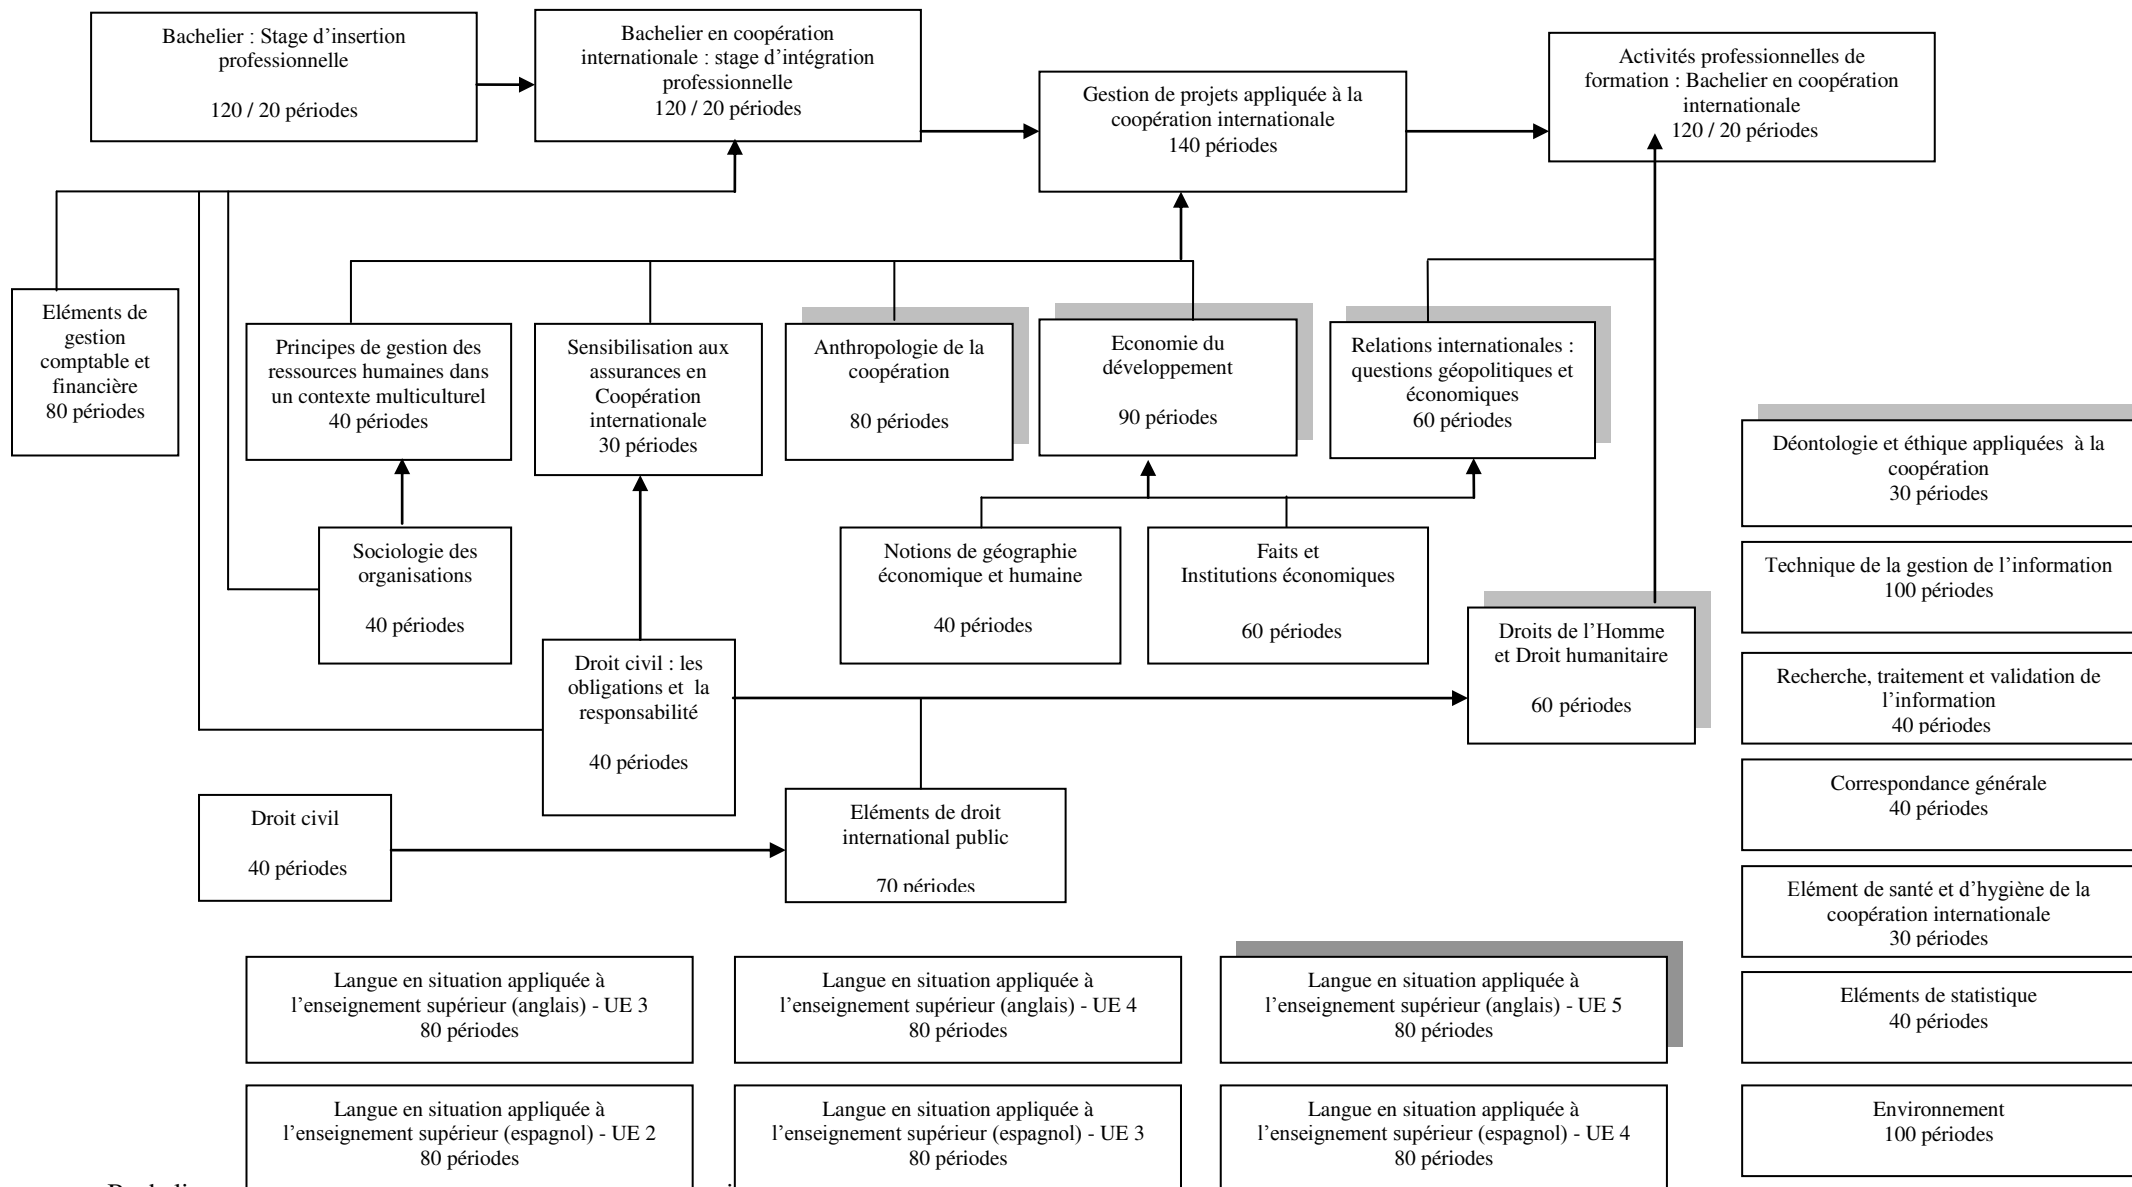 Bachelier : Stage d’insertion
professionnelle
120 / 20 périodes
Bachelier en coopération
internationale : stage d’intégration
professionnelle
120 / 20 périodes
Gestion de projets appliquée à la
coopération internationale
140 périodes
Activités professionnelles de
formation : Bachelier en coopération
internationale
120 / 20 périodes
Eléments de
gestion
comptable et
financière
80 périodes
Principes de gestion des
ressources humaines dans
un contexte multiculturel
40 périodes
Sensibilisation aux
assurances en
Coopération
internationale
30 périodes
Anthropologie de la
coopération
80 périodes
Economie du
développement
90 périodes
Relations internationales :
questions géopolitiques et
économiques
60 périodes
Déontologie et éthique appliquées à la
coopération
30 périodes
Sociologie des
organisations
40 périodes
Notions de géographie
économique et humaine
40 périodes
Faits et
Institutions économiques
60 périodes
Technique de la gestion de l’information
100 périodes
Droit civil : les
obligations et la
responsabilité
40 périodes
Droits de l’Homme
et Droit humanitaire
60 périodes
Recherche, traitement et validation de
l’information
40 périodes
Droit civil
40 périodes
Eléments de droit
international public
70 périodes
Correspondance générale
40 périodes
Elément de santé et d’hygiène de la
coopération internationale
30 périodes
Langue en situation appliquée à
l’enseignement supérieur (anglais) - UE 3
80 périodes
Langue en situation appliquée à
l’enseignement supérieur (anglais) - UE 4
80 périodes
Langue en situation appliquée à
l’enseignement supérieur (anglais) - UE 5
80 périodes
Eléments de statistique
40 périodes
Langue en situation appliquée à
l’enseignement supérieur (espagnol) - UE 2
80 périodes
Langue en situation appliquée à
l’enseignement supérieur (espagnol) - UE 3
80 périodes
Langue en situation appliquée à
l’enseignement supérieur (espagnol) - UE 4
80 périodes
Environnement
100 périodes